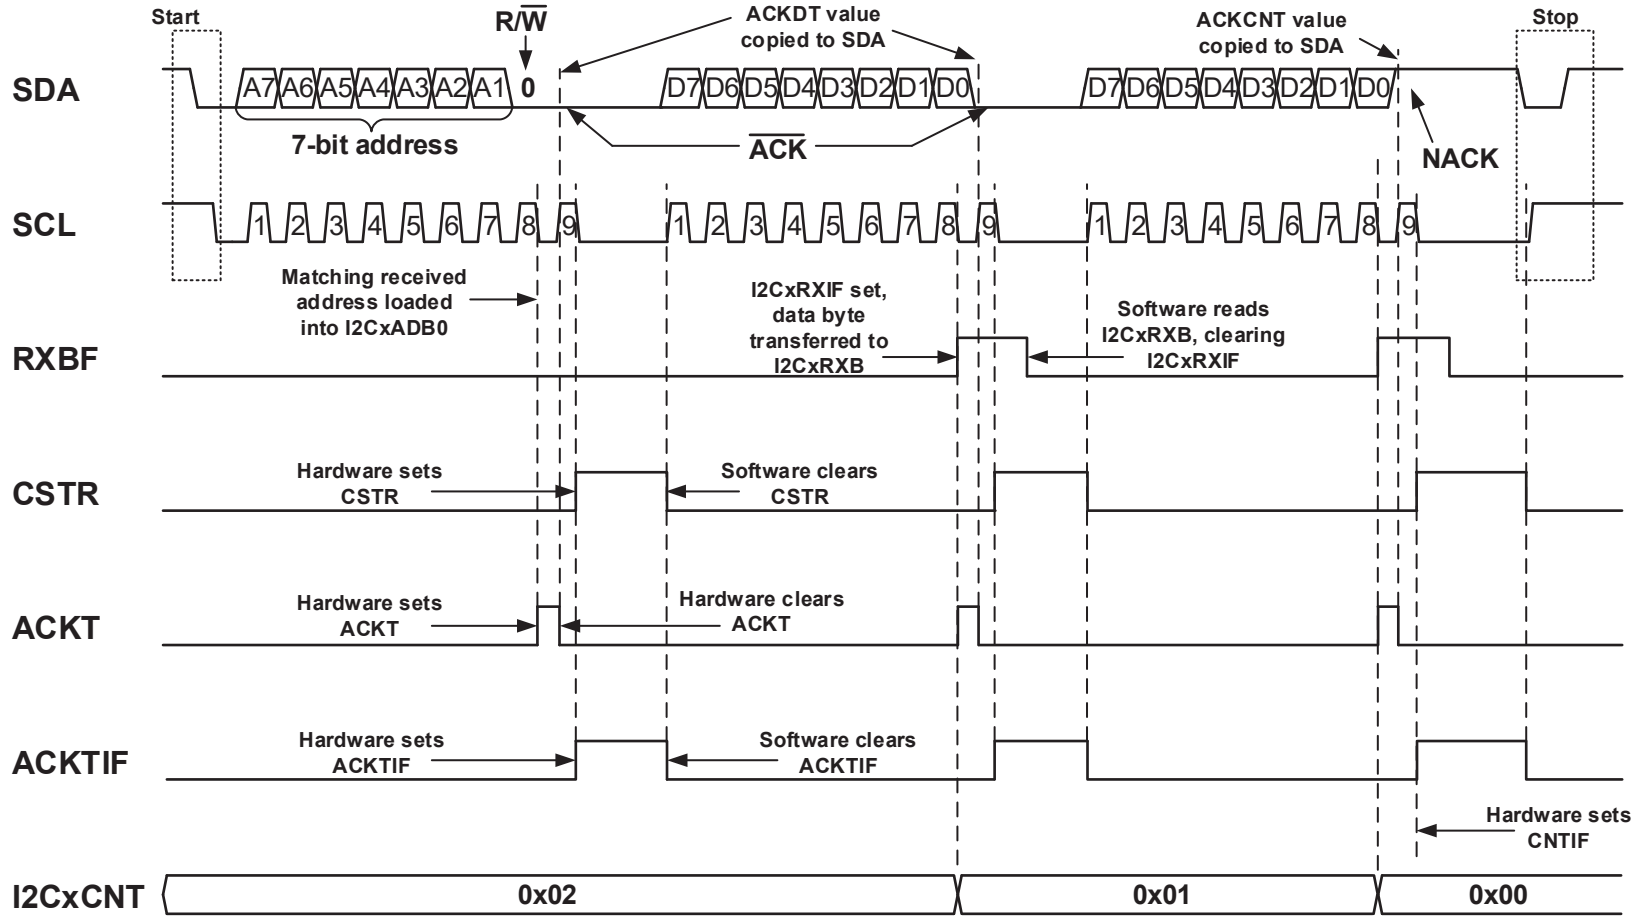 Start
R/W
ACKDT value
copied to SDA
ACKCNT value
copied to SDA
Stop
SDA
A7 A6 A5 A4 A3 A2 A1 0 D7 D6 D5 D4 D3 D2 D1 D0 D7 D6 D5 D4 D3 D2 D1 D0
7-bit address
ACK
NACK
SCL
1 2 3 4 5 6 7 8 9 1 2 3 4 5 6 7 8 9 1 2 3 4 5 6 7 8 9
Matching received
address loaded
into I2CxADB0
I2CxRXIF set,
data byte
transferred to
I2CxRXB
Software reads
I2CxRXB, clearing
I2CxRXIF
RXBF
Hardware sets
CSTR
Software clears
CSTR
CSTR
Hardware sets
ACKT
Hardware clears
ACKT
ACKT
Hardware sets
ACKTIF
Software clears
ACKTIF
ACKTIF
Hardware sets
CNTIF
I2CxCNT
0x02
0x01
0x00